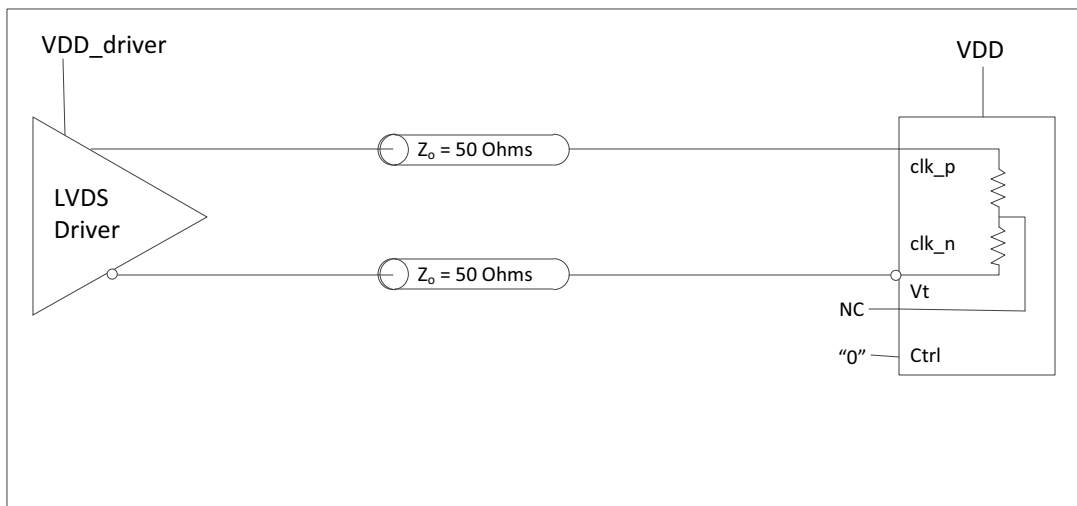 VDD_driver
VDD
Zₒ = 50 Ohms
clk_p
LVDS
Driver
clk_n
Zₒ = 50 Ohms
Vt
NC
“0”
Ctrl